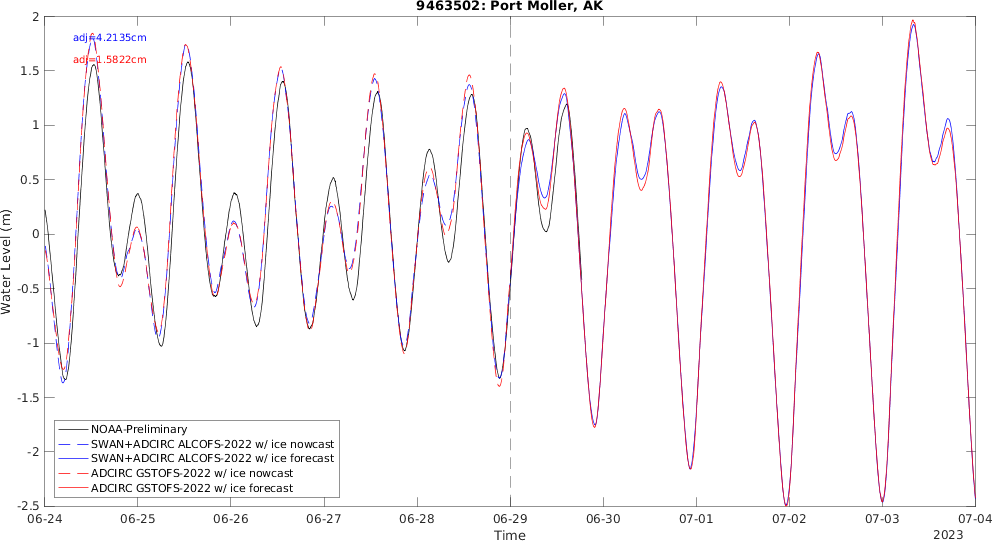 9463502: Port Moller, AK
adj=4.2135cm
adj=1.5822cm
Water Level (m)
2
1.5
1
0.5
0
-0.5
-1
-1.5
-2
-2.5
NOAA-Preliminary
SWAN+ADCIRC ALCOFS-2022 w/ ice nowcast
SWAN+ADCIRC ALCOFS-2022 w/ ice forecast
ADCIRC GSTOFS-2022 w/ ice nowcast
ADCIRC GSTOFS-2022 w/ ice forecast
06-24 06-25 06-26 06-27 06-28 06-29 06-30 07-01 07-02 07-03 07-04
Time
2023